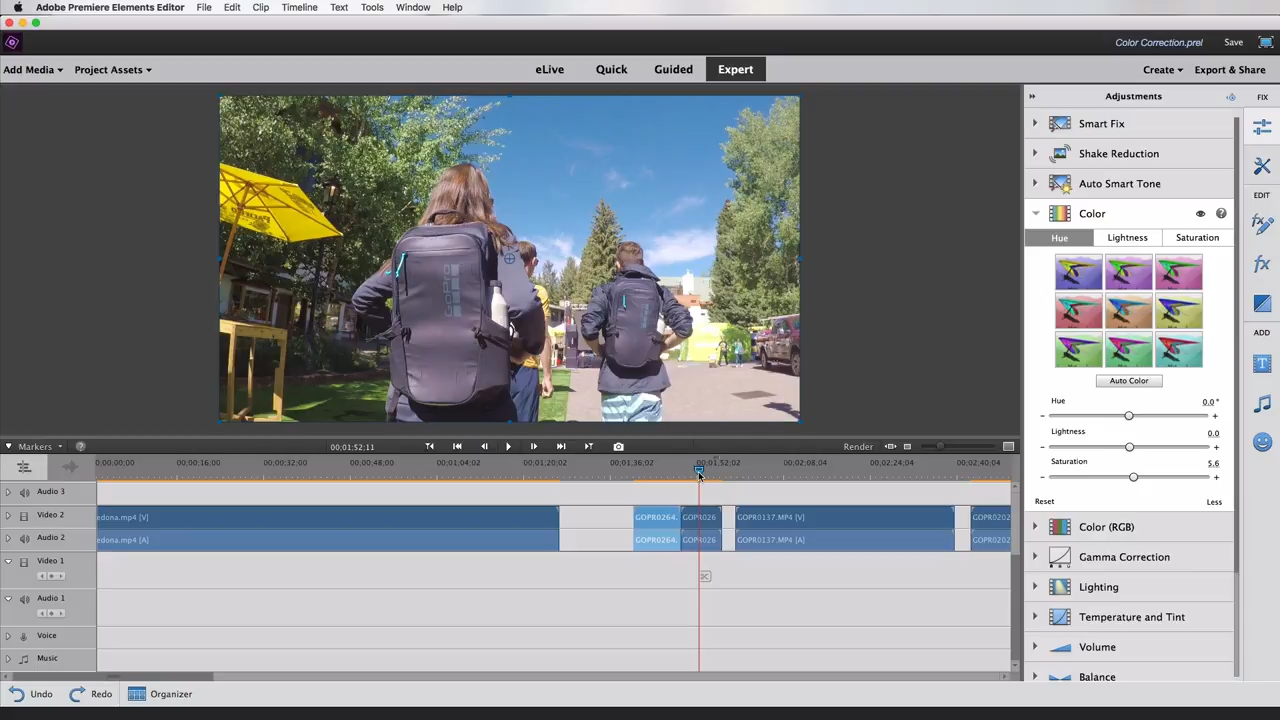 Adobe Premiere Elements Editor File Edit Clip Timeline Text Tools Window Help
Color Correction.prel Save
Add Media Project Assets eLive Quick Guided Expert Create Export & Share
Adjustments FIX
Smart Fix
Shake Reduction
Auto Smart Tone
EDIT
Color
Hue Lightness Saturation
ADD
Auto Color
Hue 0.0°
Lightness 0.0
Saturation 5.6
Reset Less
Color (RGB)
Gamma Correction
Lighting
Temperature and Tint
Volume
Balance
Markers 00;01;52;11 Render
00;00;00;00 00;00;16;00 00;00;32;00 00;00;48;00 00;01;04;02 00;01;20;02 00;01;36;02 00;01;52;02 00;02;08;04 00;02;24;04 00;02;40;04
Audio 3
Video 2 edona.mp4 [V] GOPR0264. GOPR026 GOPR0137.MP4 [V] GOPR0202
Audio 2 edona.mp4 [A] GOPR0264. GOPR026 GOPR0137.MP4 [A] GOPR0202
Video 1
Audio 1
Voice
Music
Undo Redo Organizer